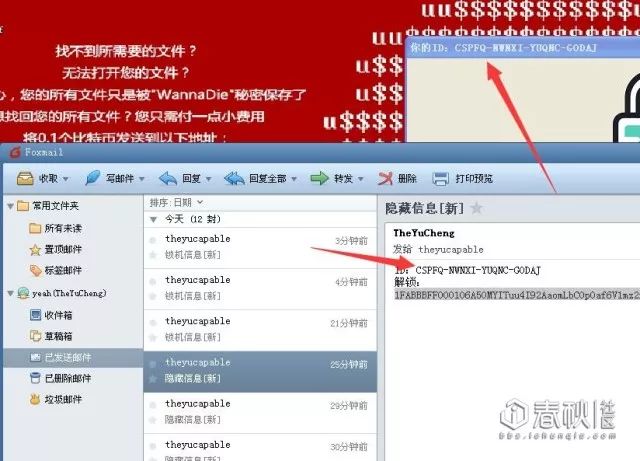 找不到所需要的文件？
无法打开您的文件？
心，您的所有文件只是被"WannaDie"秘密保存了
想找回您的所有文件？您只需付一点小费用
将0.1个比特币发送到以下地址：
你的ID: CSPFQ-NWNXI-YUQNC-GODAJ
Foxmail
收取
写邮件
回复
回复全部
转发
删除
打印预览
常用文件夹
所有未读
置顶邮件
标签邮件
yeah(TheYuCheng)
收件箱
草稿箱
已发送邮件
已删除邮件
垃圾邮件
排序: 日期
今天 (12 封)
theyucapable 3分钟前
锁机信息[新]
theyucapable 4分钟前
锁机信息[新]
theyucapable 21分钟前
锁机信息[新]
theyucapable 25分钟前
隐藏信息[新]
theyucapable 29分钟前
隐藏信息[新]
theyucapable 30分钟前
隐藏信息[新]
隐藏信息[新]
TheYuCheng
发给 theyucapable
ID: CSPFQ-NWNXI-YUQNC-GODAJ
解锁:
春秋社区
bbs.ichunqiu.com